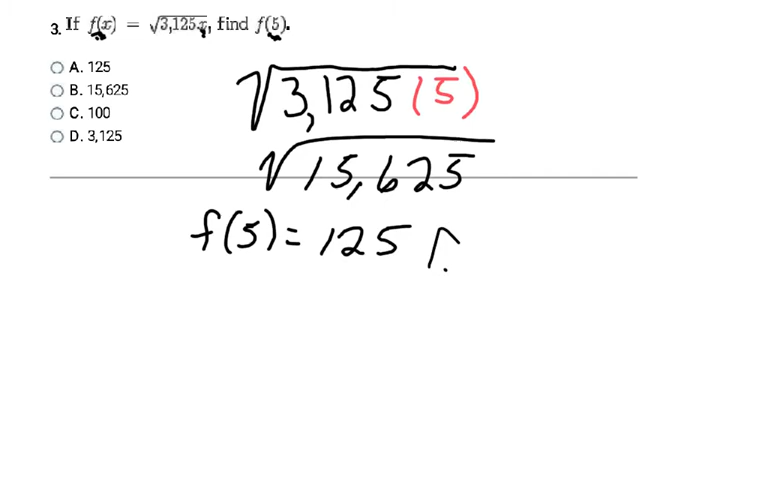 3. If f(x) = √3,125x, find f(5).
A. 125
B. 15,625
C. 100
D. 3,125
√3,125(5)
√15,625
f(5)= 125